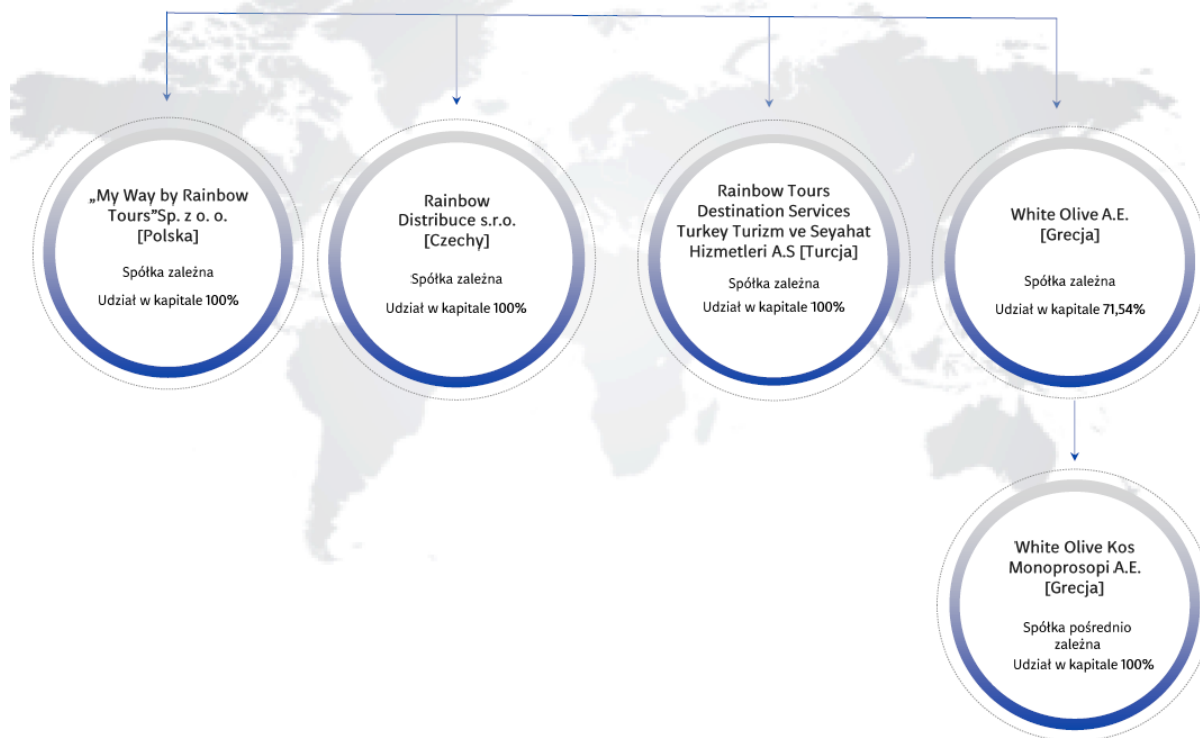 „My Way by Rainbow
Tours”Sp. z o. o.
[Polska]
Spółka zależna
Udział w kapitale 100%
Rainbow
Distribuce s.r.o.
[Czechy]
Spółka zależna
Udział w kapitale 100%
Rainbow Tours
Destination Services
Turkey Turizm ve Seyahat
Hizmetleri A.S [Turcja]
Spółka zależna
Udział w kapitale 100%
White Olive A.E.
[Grecja]
Spółka zależna
Udział w kapitale 71,54%
White Olive Kos
Monoprosopi A.E.
[Grecja]
Spółka pośrednio
zależna
Udział w kapitale 100%